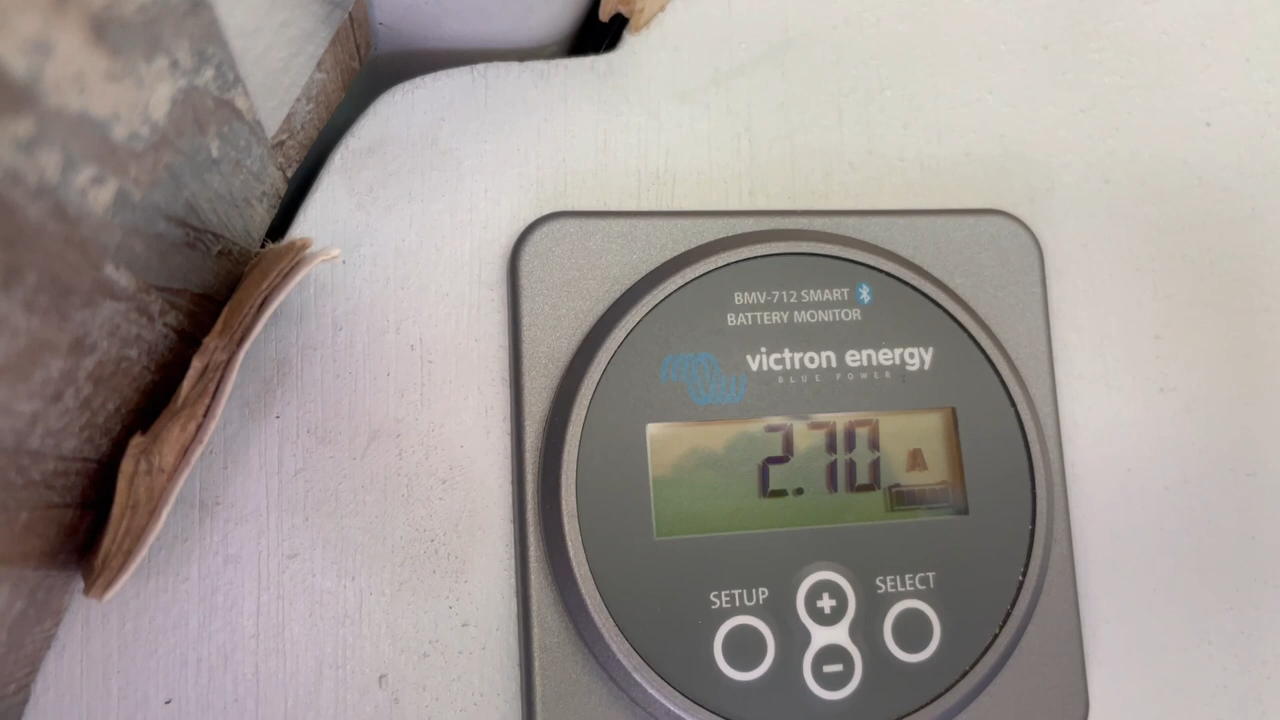 BMV-712 SMART
BATTERY MONITOR
victron energy
BLUE POWER
2.70 A
SETUP
+
SELECT
-